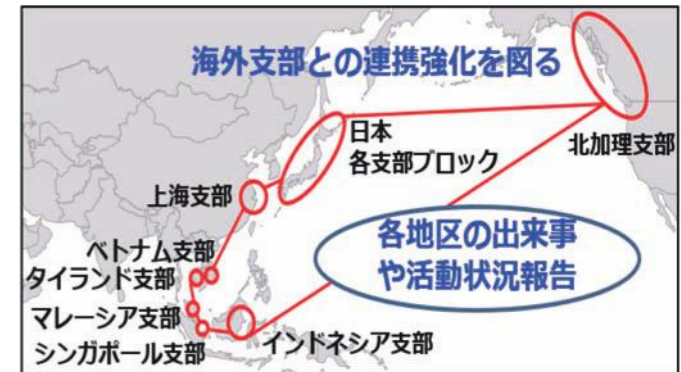 海外支部との連携強化を図る
日本
各支部ブロック
北加理支部
上海支部
各地区の出来事
や活動状況報告
ベトナム支部
タイランド支部
マレーシア支部
シンガポール支部
インドネシア支部